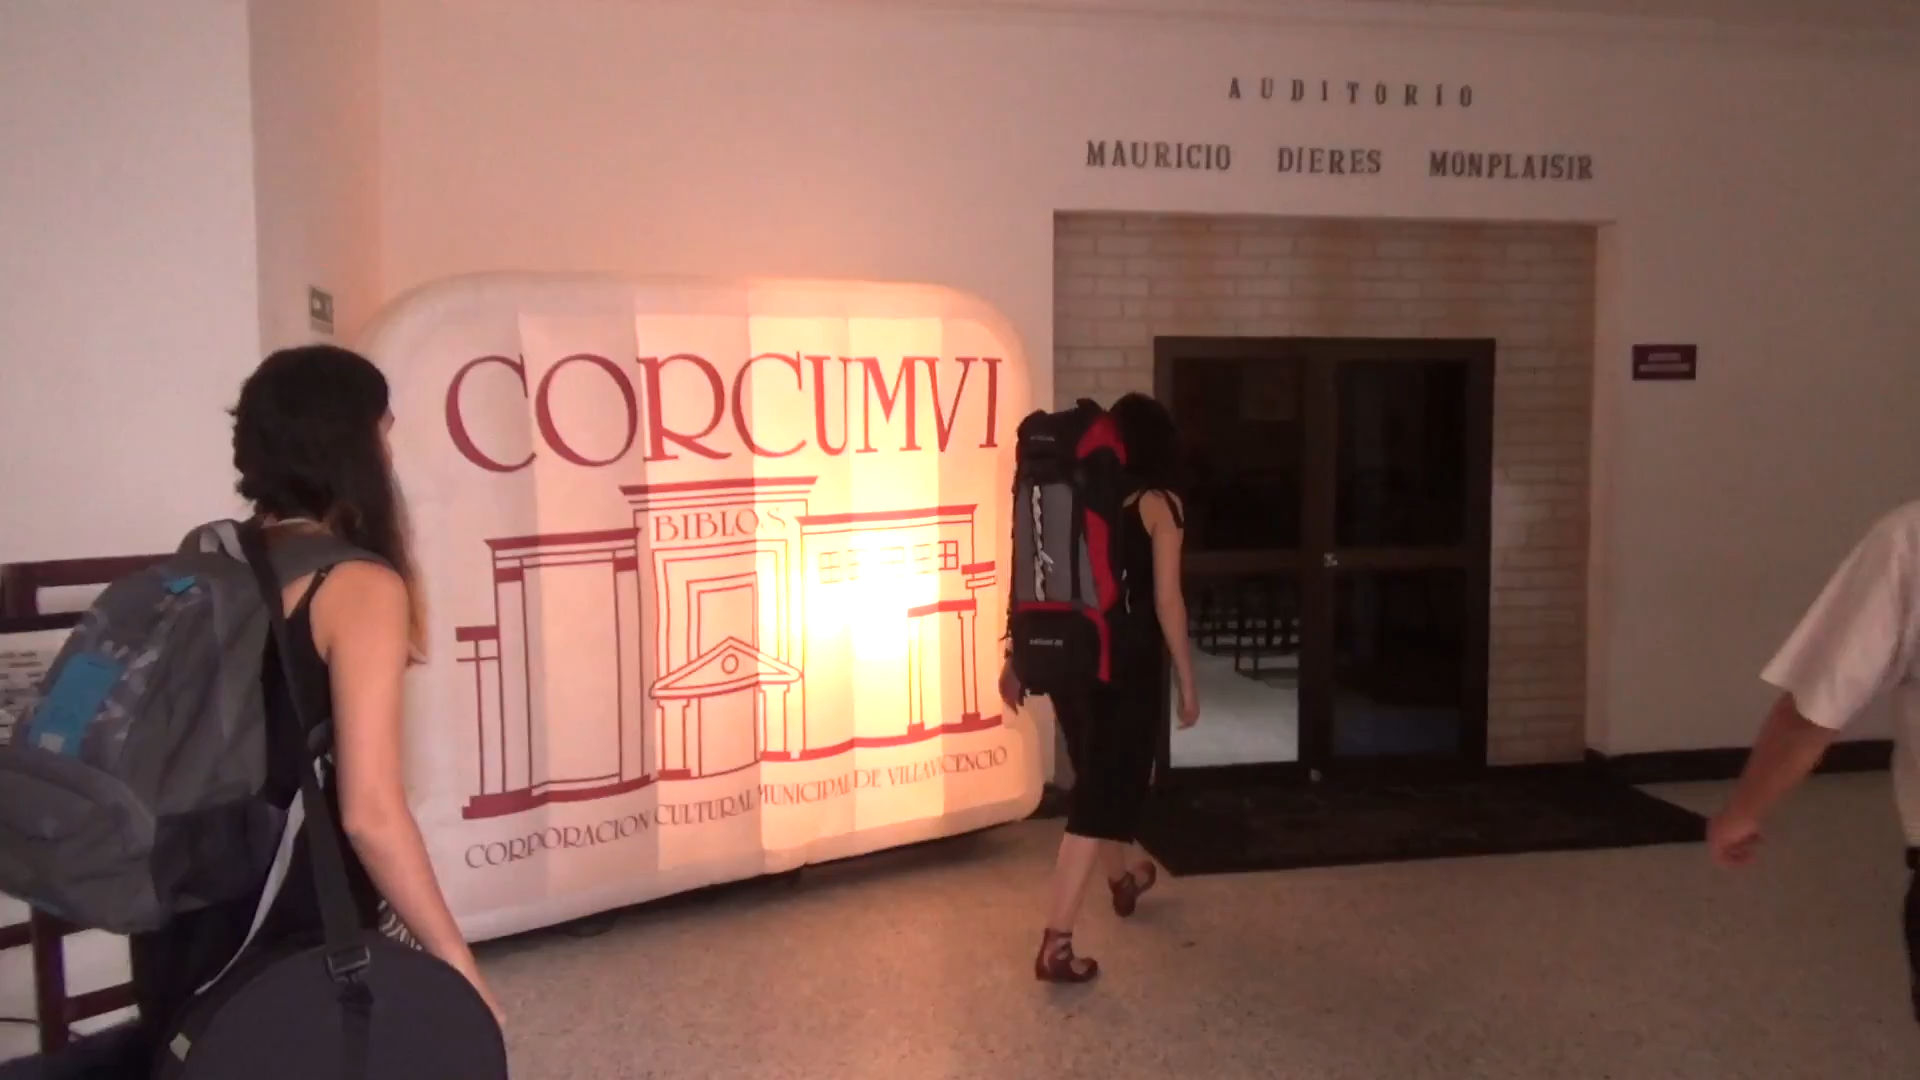 AUDITORIO
MAURICIO DIERES MONPLAISIR
CORCUMVI
BIBLOS
CORPORACION CULTURAL MUNICIPAL DE VILLAVICENCIO